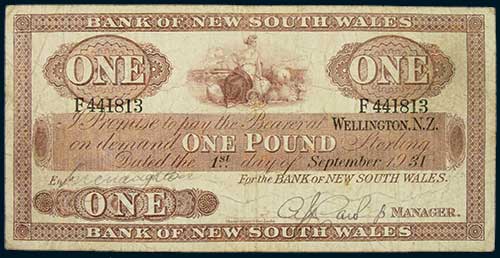 BANK OF NEW SOUTH WALES
ONE ONE
F 441813 F 441813
I Promise to pay the Bearer at WELLINGTON, N.Z.
on demand ONE POUND Sterling
Dated the 1st day of September 1931
For the BANK OF NEW SOUTH WALES.
ONE
p MANAGER.
BANK OF NEW SOUTH WALES